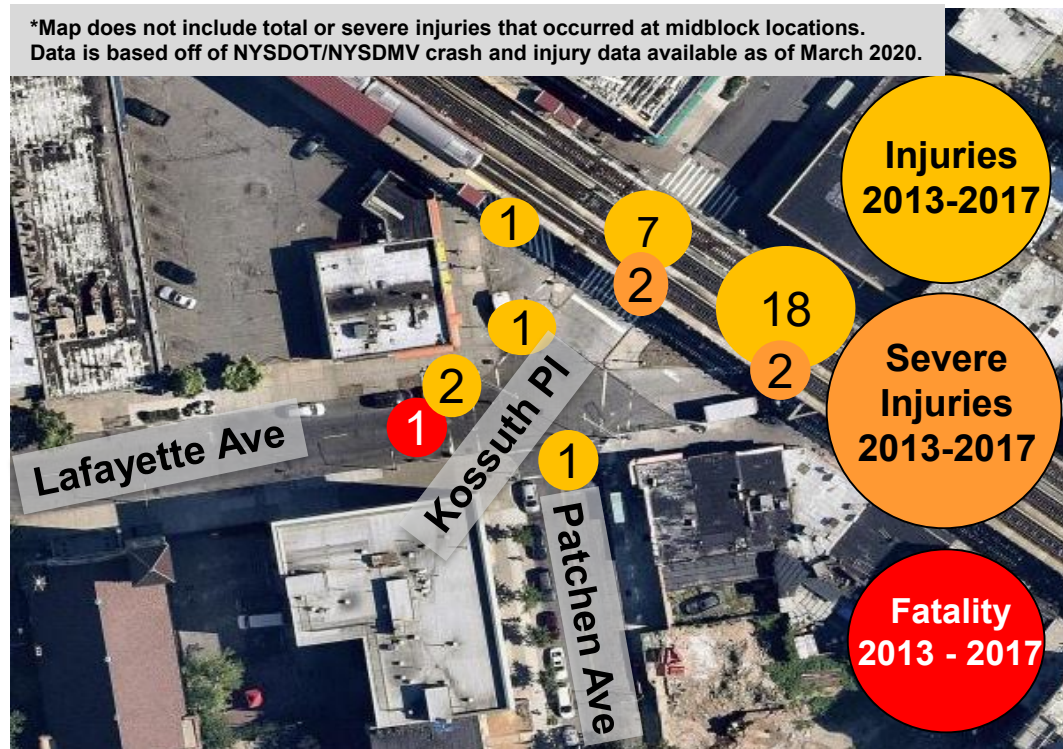 *Map does not include total or severe injuries that occurred at midblock locations.
Data is based off of NYSDOT/NYSDMV crash and injury data available as of March 2020.
Injuries
2013-2017
1
7
2
18
2
1
Severe
Injuries
2013-2017
2
1
Lafayette Ave
Kossuth Pl
1
Patchen Ave
Fatality
2013 - 2017